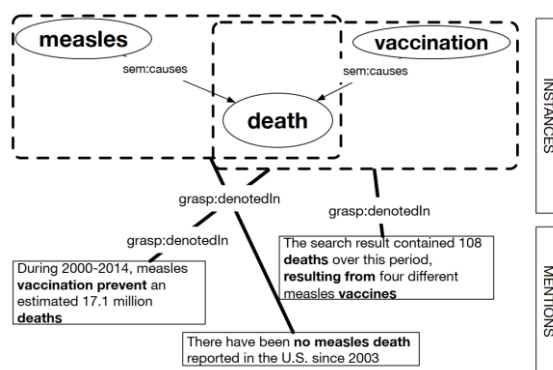 measles
vaccination
sem:causes
sem:causes
death
INSTANCES
grasp:denotedIn
grasp:denotedIn
grasp:denotedIn
During 2000-2014, measles
vaccination prevent an
estimated 17.1 million
deaths
The search result contained 108
deaths over this period,
resulting from four different
measles vaccines
There have been no measles death
reported in the U.S. since 2003
MENTIONS